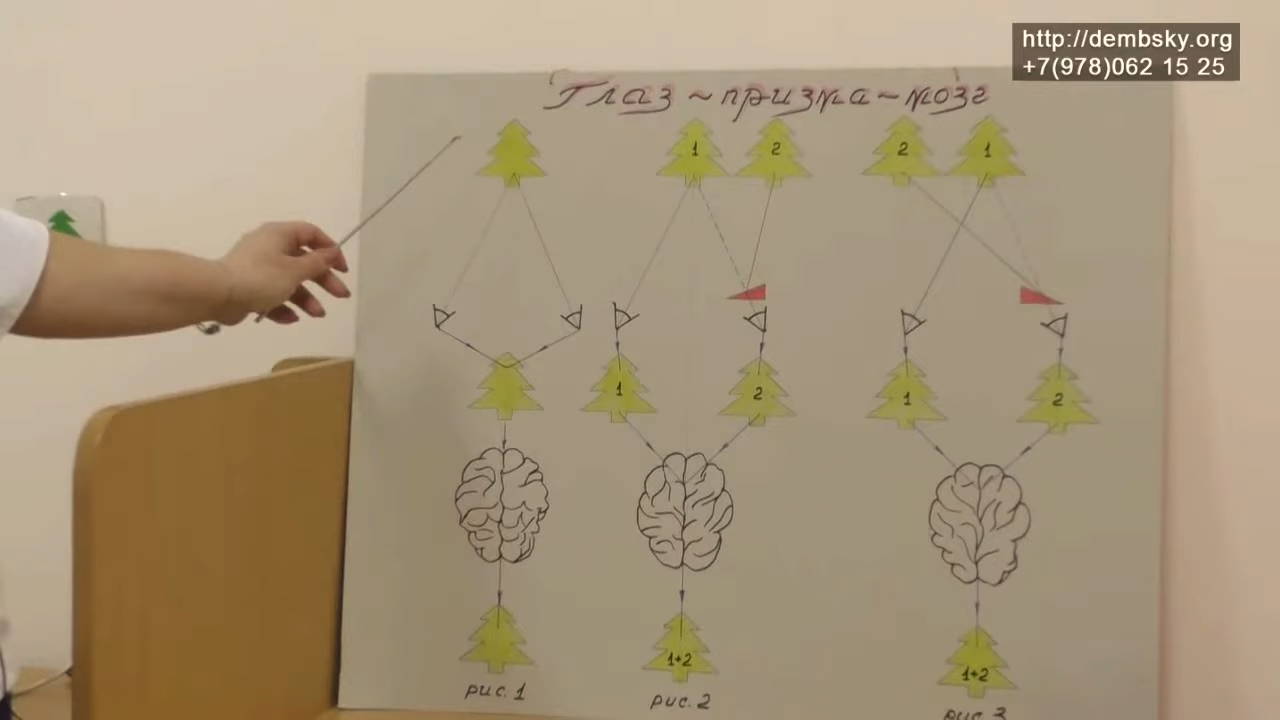 http://dembsky.org
+7(978)062 15 25
Глаз ~ призма ~ мозг
1 2 2 1
1 2 1 2
1+2 1+2
рис. 1 рис. 2 рис 3